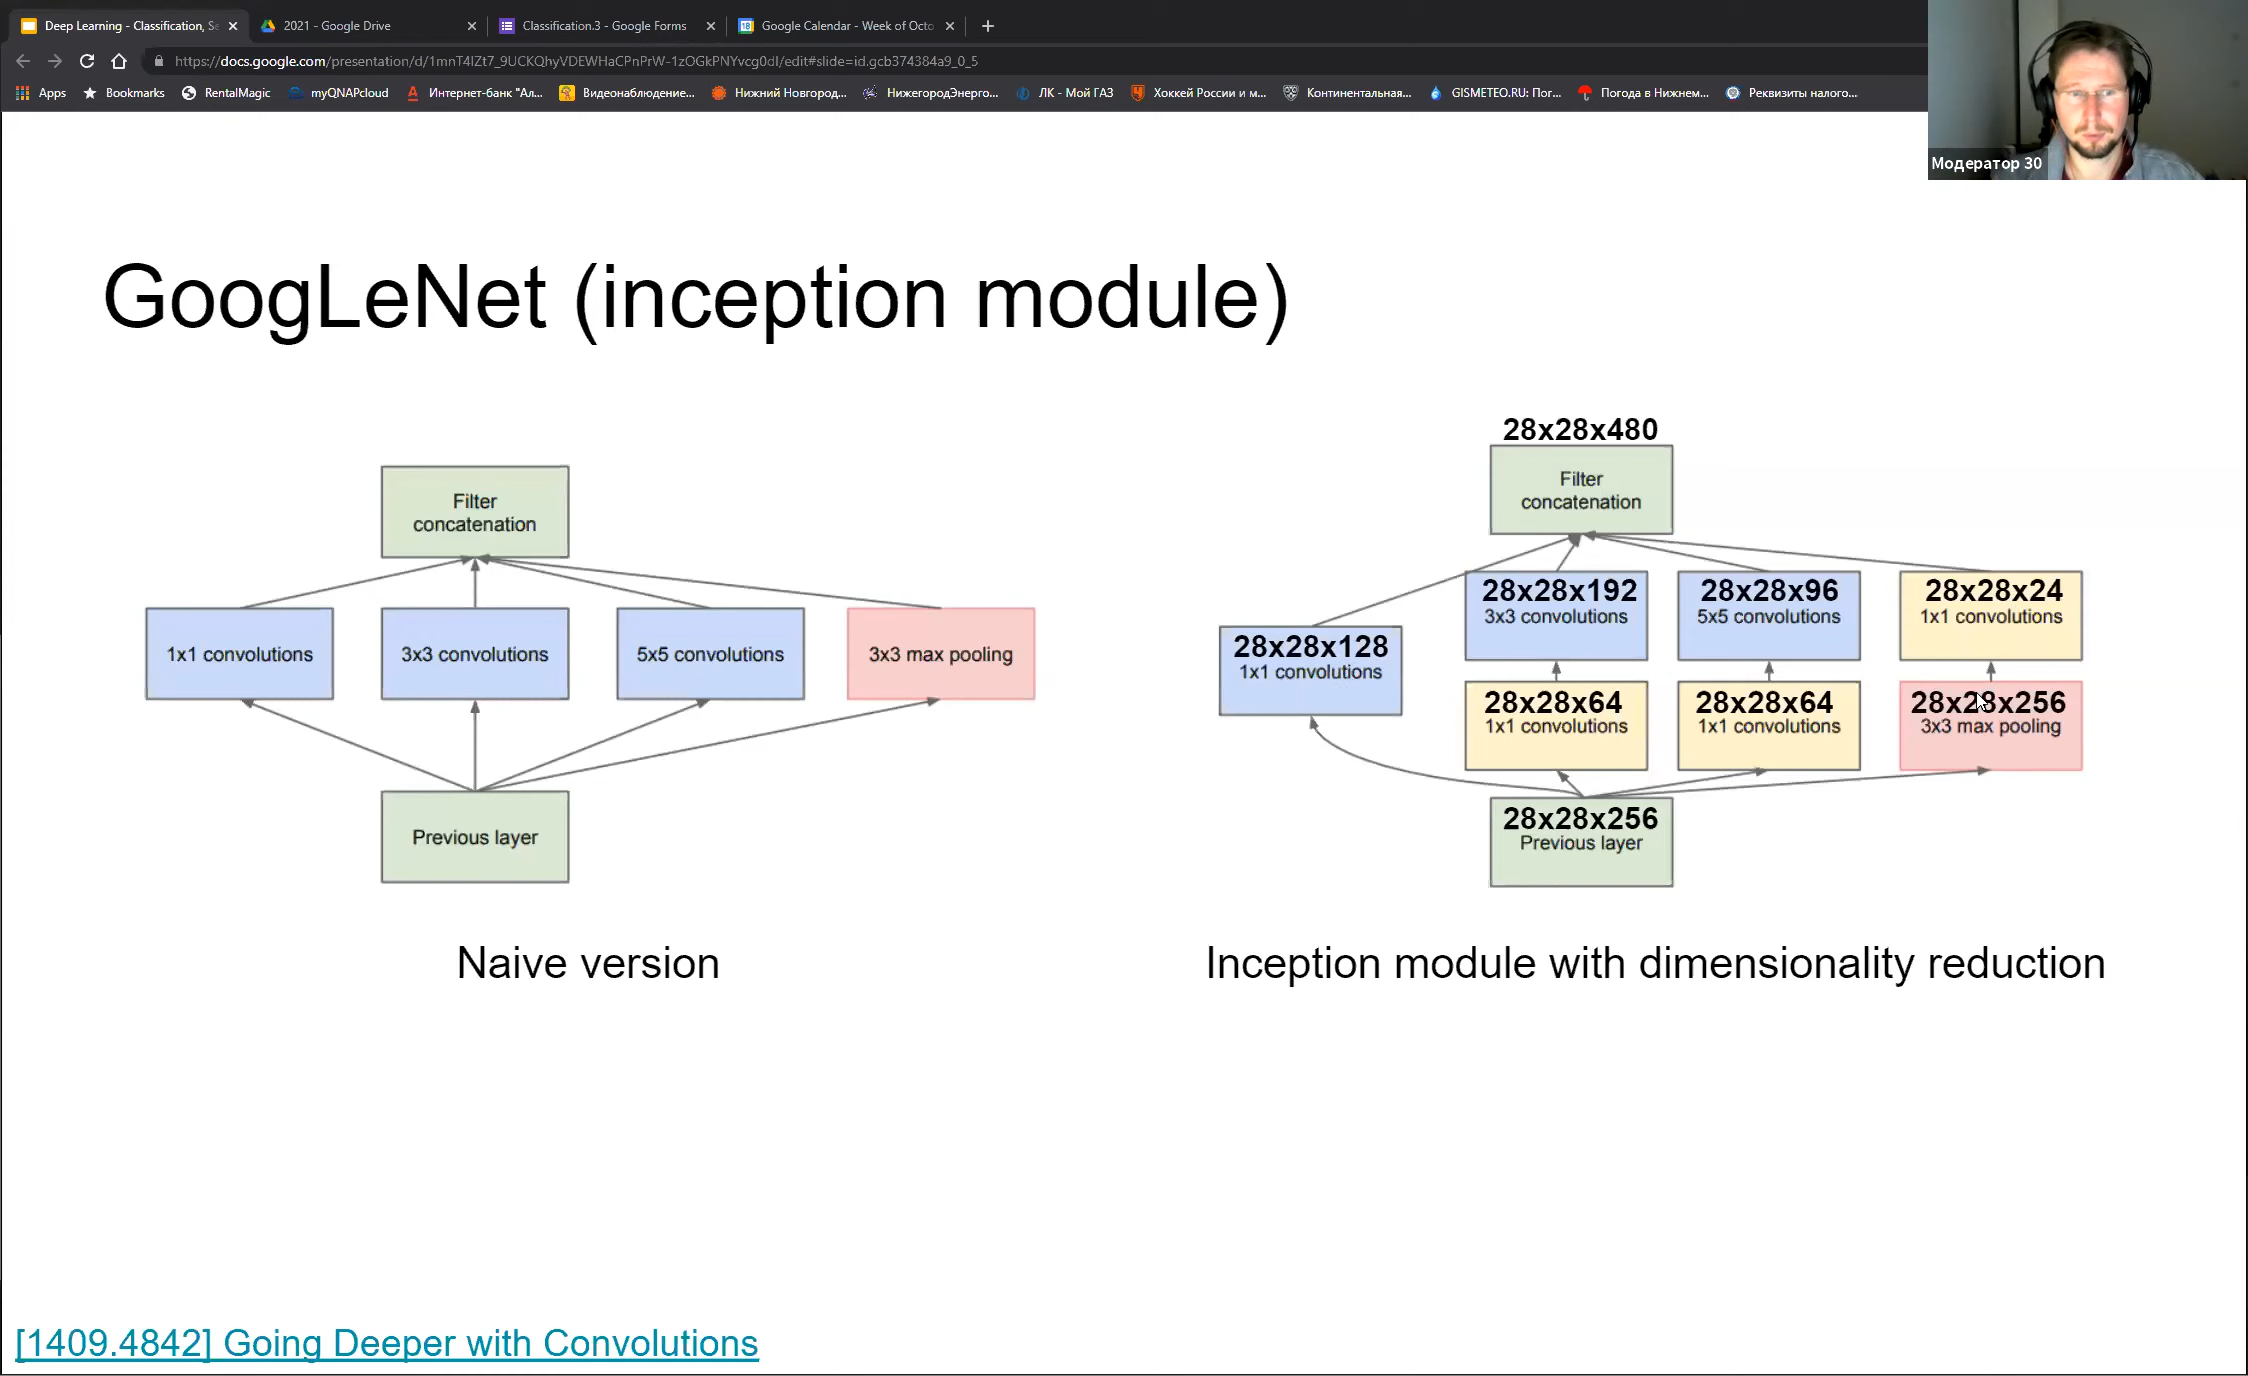 Deep Learning - Classification, Se
2021 - Google Drive
Classification.3 - Google Forms
Google Calendar - Week of Octo
https://docs.google.com/presentation/d/1mnT4IZt7_9UCKQhyVDEWHaCPnPrW-1zOGkPNYvcg0dI/edit#slide=id.gcb374384a9_0_5
Apps
Bookmarks
RentalMagic
myQNAPcloud
Интернет-банк "Ал...
Видеонаблюдение...
Нижний Новгород...
НижегородЭнерго...
ЛК - Мой ГАЗ
Хоккей России и м...
Континентальная...
GISMETEO.RU: Пог...
Погода в Нижнем...
Реквизиты налого...
Модератор 30
GoogLeNet (inception module)
Filter
concatenation
1x1 convolutions
3x3 convolutions
5x5 convolutions
3x3 max pooling
Previous layer
Naive version
28x28x480
Filter
concatenation
28x28x192
3x3 convolutions
28x28x96
5x5 convolutions
28x28x24
1x1 convolutions
28x28x128
1x1 convolutions
28x28x64
1x1 convolutions
28x28x64
1x1 convolutions
28x28x256
3x3 max pooling
28x28x256
Previous layer
Inception module with dimensionality reduction
[1409.4842] Going Deeper with Convolutions